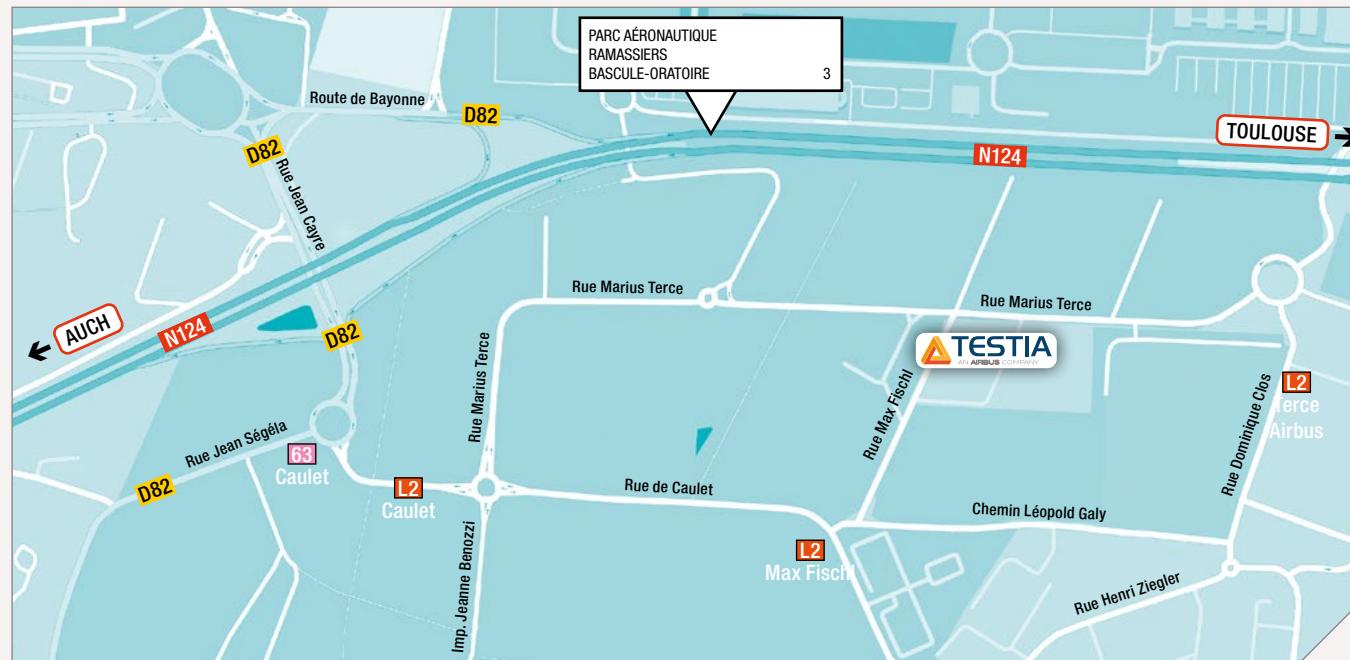 PARC AÉRONAUTIQUE
RAMASSIERS
BASCULE-ORATOIRE 3
Route de Bayonne
D82
TOULOUSE
D82
N124
Rue Jean Cayre
Rue Marius Terce
Rue Marius Terce
AUCH
N124
D82
TESTIA
AN AIRBUS COMPANY
Rue Marius Terce
Rue Max Fischl
Rue Dominique Clos
L2
Terce
Airbus
Rue Jean Ségéla
63
Caulet
D82
L2
Caulet
Rue de Caulet
Chemin Léopold Galy
L2
Max Fischl
Imp. Jeanne Benozzi
Rue Henri Ziegler